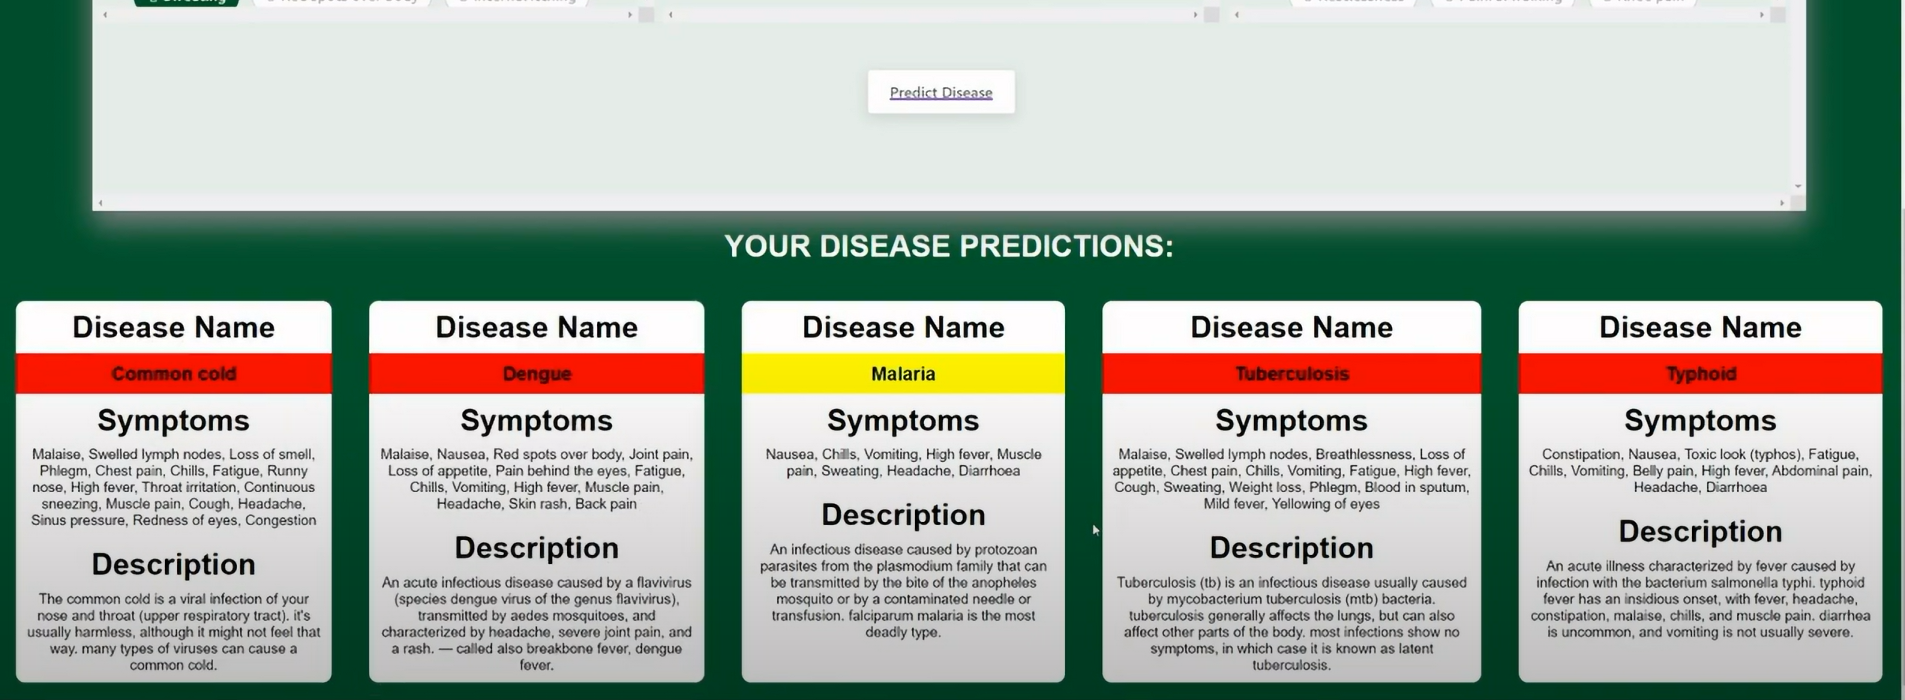 Predict Disease
YOUR DISEASE PREDICTIONS:
Disease Name
Common cold
Symptoms
Malaise, Swelled lymph nodes, Loss of smell,
Phlegm, Chest pain, Chills, Fatigue, Runny
nose, High fever, Throat irritation, Continuous
sneezing, Muscle pain, Cough, Headache,
Sinus pressure, Redness of eyes, Congestion
Description
The common cold is a viral infection of your
nose and throat (upper respiratory tract). it's
usually harmless, although it might not feel that
way. many types of viruses can cause a
common cold.
Disease Name
Dengue
Symptoms
Malaise, Nausea, Red spots over body, Joint pain,
Loss of appetite, Pain behind the eyes, Fatigue,
Chills, Vomiting, High fever, Muscle pain,
Headache, Skin rash, Back pain
Description
An acute infectious disease caused by a flavivirus
(species dengue virus of the genus flavivirus),
transmitted by aedes mosquitoes, and
characterized by headache, severe joint pain, and
a rash. — called also breakbone fever, dengue
fever.
Disease Name
Malaria
Symptoms
Nausea, Chills, Vomiting, High fever, Muscle
pain, Sweating, Headache, Diarrhoea
Description
An infectious disease caused by protozoan
parasites from the plasmodium family that can
be transmitted by the bite of the anopheles
mosquito or by a contaminated needle or
transfusion. falciparum malaria is the most
deadly type.
Disease Name
Tuberculosis
Symptoms
Malaise, Swelled lymph nodes, Breathlessness, Loss of
appetite, Chest pain, Chills, Vomiting, Fatigue, High fever,
Cough, Sweating, Weight loss, Phlegm, Blood in sputum,
Mild fever, Yellowing of eyes
Description
Tuberculosis (tb) is an infectious disease usually caused
by mycobacterium tuberculosis (mtb) bacteria.
tuberculosis generally affects the lungs, but can also
affect other parts of the body. most infections show no
symptoms, in which case it is known as latent
tuberculosis.
Disease Name
Typhoid
Symptoms
Constipation, Nausea, Toxic look (typhos), Fatigue,
Chills, Vomiting, Belly pain, High fever, Abdominal pain,
Headache, Diarrhoea
Description
An acute illness characterized by fever caused by
infection with the bacterium salmonella typhi. typhoid
fever has an insidious onset, with fever, headache,
constipation, malaise, chills, and muscle pain. diarrhea
is uncommon, and vomiting is not usually severe.